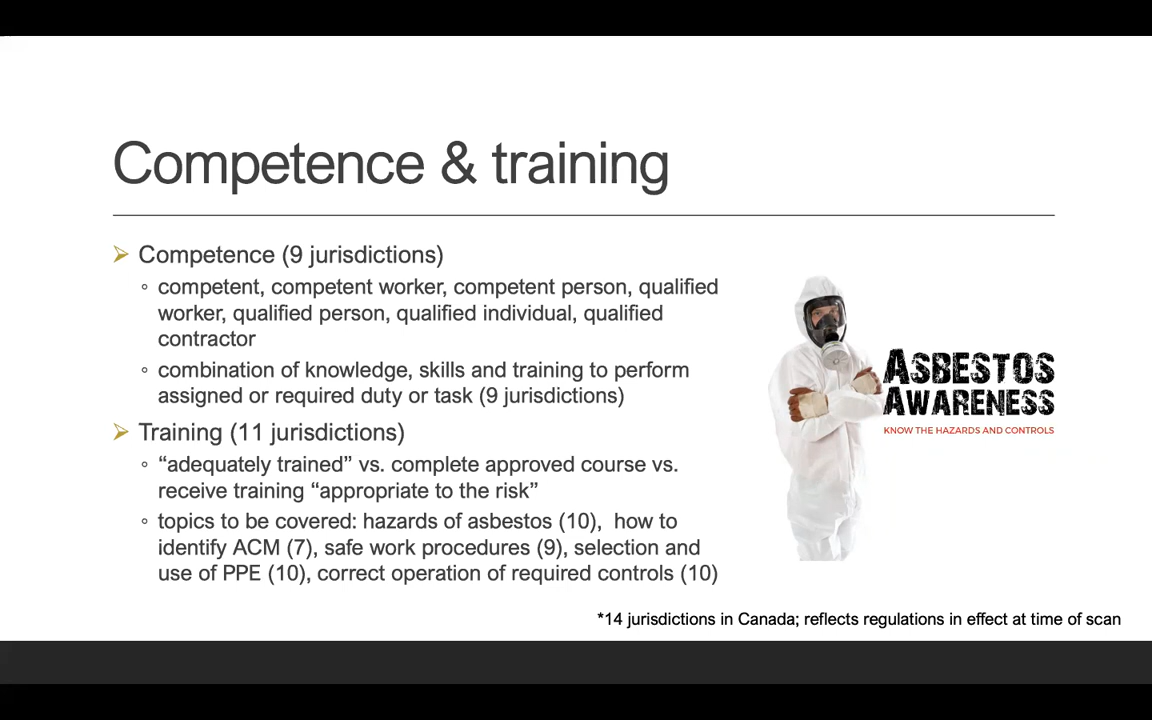 Competence & training
Competence (9 jurisdictions)
competent, competent worker, competent person, qualified
worker, qualified person, qualified individual, qualified
contractor
combination of knowledge, skills and training to perform
assigned or required duty or task (9 jurisdictions)
Training (11 jurisdictions)
“adequately trained” vs. complete approved course vs.
receive training “appropriate to the risk”
topics to be covered: hazards of asbestos (10),  how to
identify ACM (7), safe work procedures (9), selection and
use of PPE (10), correct operation of required controls (10)
ASBESTOS
AWARENESS
KNOW THE HAZARDS AND CONTROLS
*14 jurisdictions in Canada; reflects regulations in effect at time of scan